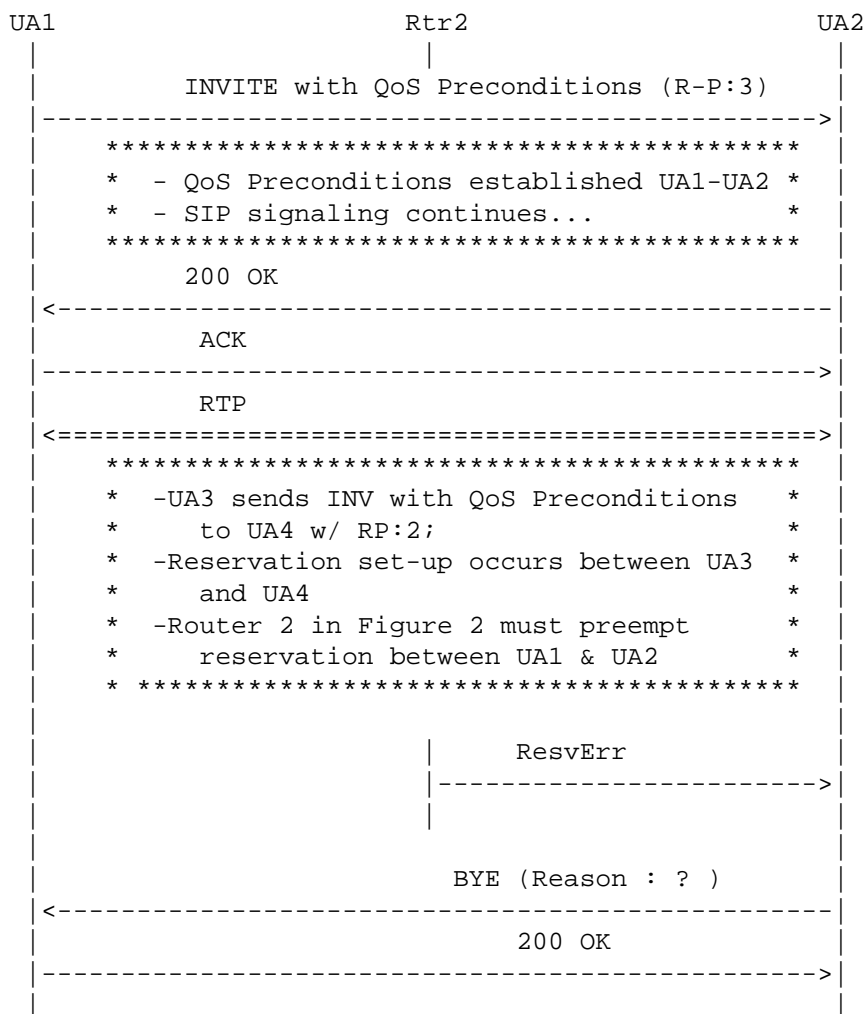 UA1                     Rtr2                      UA2
 |                        |                         |
 |         INVITE with QoS Preconditions (R-P:3)    |
 |------------------------------------------------->|
 |    ********************************************  |
 |    *  - QoS Preconditions established UA1-UA2 *  |
 |    *  - SIP signaling continues...            *  |
 |    ********************************************  |
 |         200 OK                                   |
 |<-------------------------------------------------|
 |          ACK                                     |
 |------------------------------------------------->|
 |          RTP                                     |
 |<================================================>|
 |    ********************************************  |
 |    *  -UA3 sends INV with QoS Preconditions   *  |
 |    *     to UA4 w/ RP:2;                      *  |
 |    *  -Reservation set-up occurs between UA3  *  |
 |    *     and UA4                              *  |
 |    *  -Router 2 in Figure 2 must preempt      *  |
 |    *     reservation between UA1 & UA2        *  |
 |    * ******************************************  |
 |                                                  |
 |                        |     ResvErr             |
 |                        |------------------------>|
 |                        |                         |
 |                                                  |
 |                          BYE (Reason : ? )       |
 |<-------------------------------------------------|
 |                              200 OK              |
 |------------------------------------------------->|
 |                                                  |